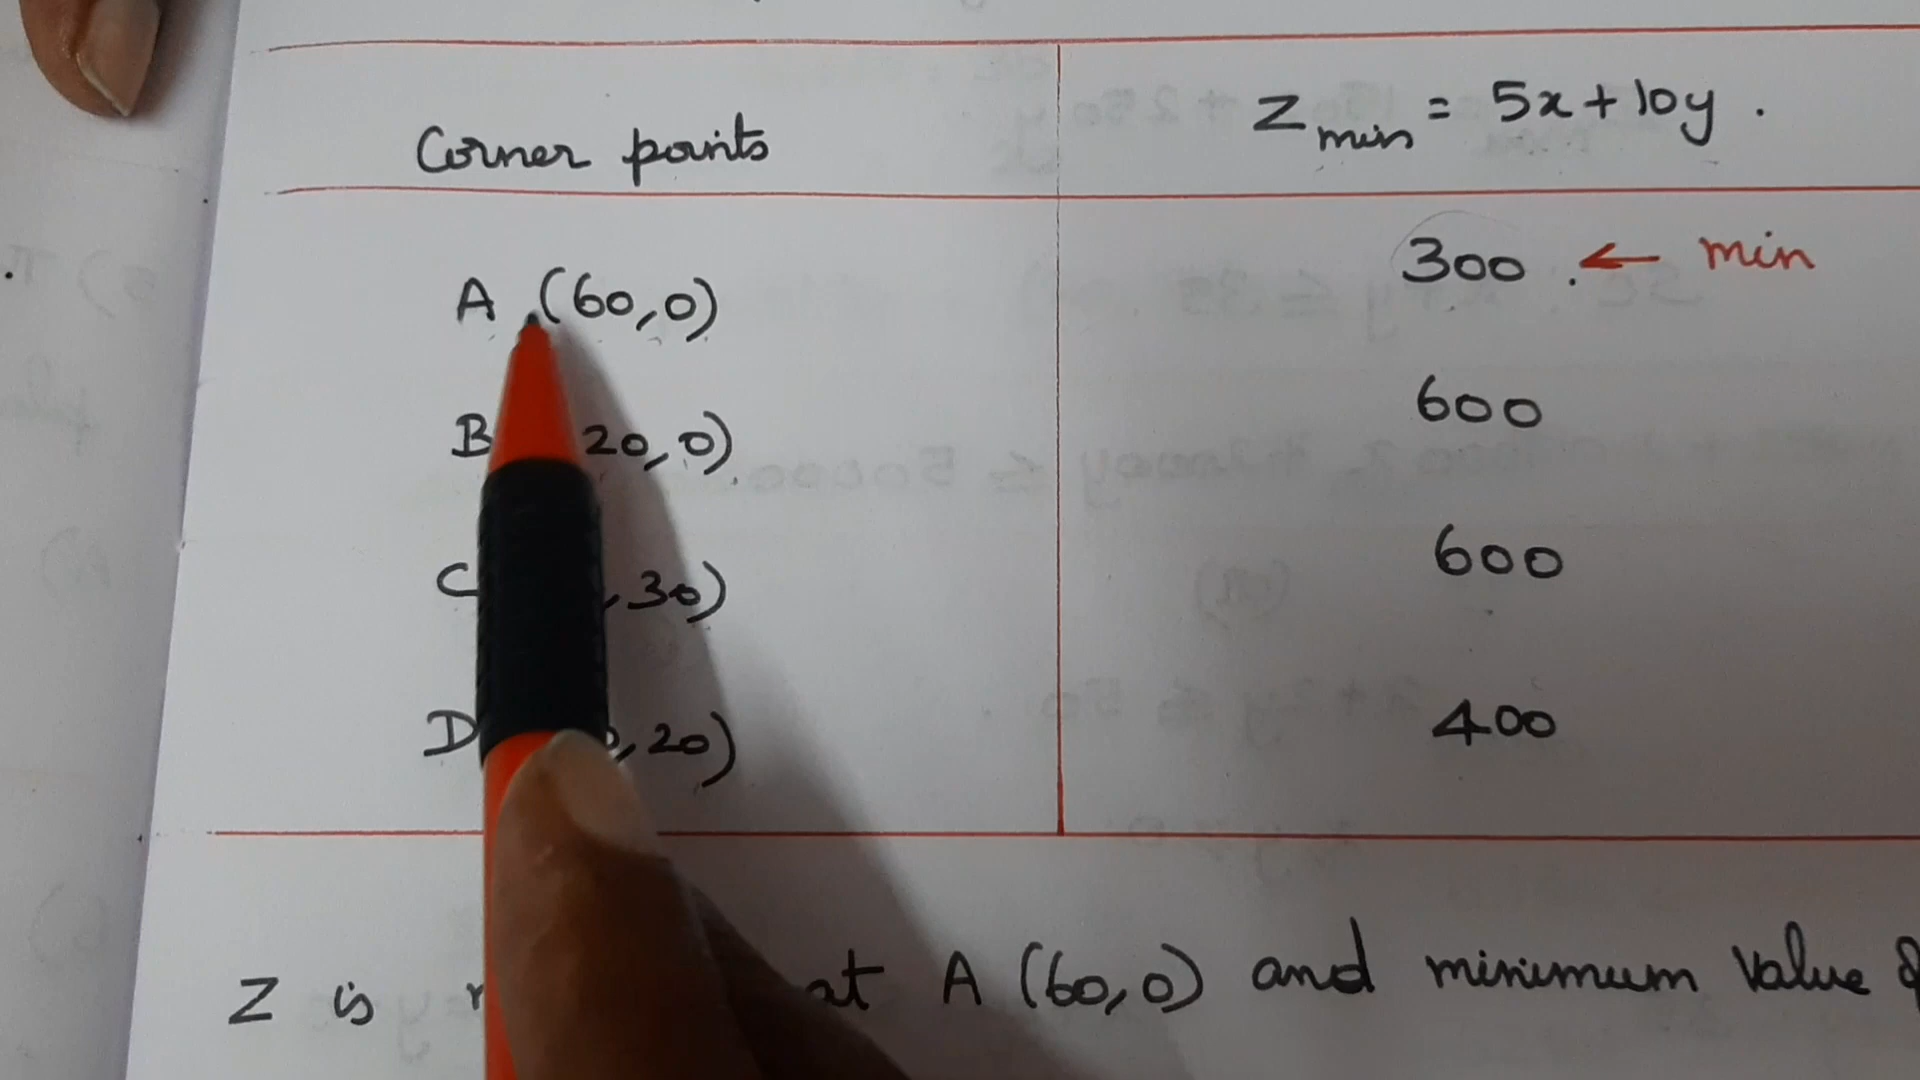 Corner points
Z min = 5x + 10y .
A (60,0)
300 . ← min
B 20,0)
600
C ,30)
600
D ,20)
400
Z is at A (60,0) and minimum value